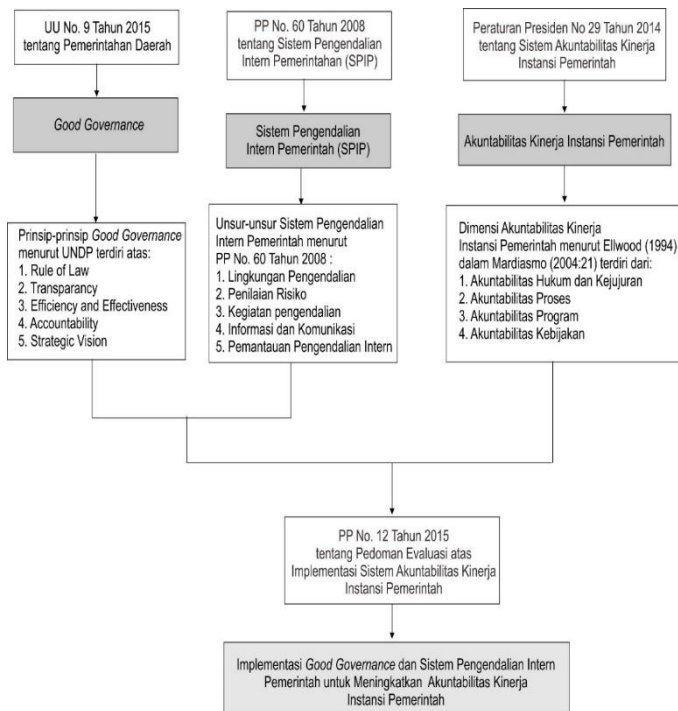 UU No. 9 Tahun 2015
tentang Pemerintahan Daerah
Good Governance
Prinsip-prinsip Good Governance
menurut UNDP terdiri atas:
1. Rule of Law
2. Transparancy
3. Efficiency and Effectiveness
4. Accountability
5. Strategic Vision
PP No. 60 Tahun 2008
tentang Sistem Pengendalian
Intern Pemerintahan (SPIP)
Sistem Pengendalian
Intern Pemerintah (SPIP)
Unsur-unsur Sistem Pengendalian
Intern Pemerintah menurut
PP No. 60 Tahun 2008 :
1. Lingkungan Pengendalian
2. Penilaian Risiko
3. Kegiatan pengendalian
4. Informasi dan Komunikasi
5. Pemantauan Pengendalian Intern
Peraturan Presiden No 29 Tahun 2014
tentang Sistem Akuntabilitas Kinerja
Instansi Pemerintah
Akuntabilitas Kinerja Instansi Pemerintah
Dimensi Akuntabilitas Kinerja
Instansi Pemerintah menurut Ellwood (1994)
dalam Mardiasmo (2004:21) terdiri dari:
1. Akuntabilitas Hukum dan Kejujuran
2. Akuntabilitas Proses
3. Akuntabilitas Program
4. Akuntabilitas Kebijakan
PP No. 12 Tahun 2015
tentang Pedoman Evaluasi atas
Implementasi Sistem Akuntabilitas Kinerja
Instansi Pemerintah
Implementasi Good Governance dan Sistem Pengendalian Intern
Pemerintah untuk Meningkatkan Akuntabilitas Kinerja
Instansi Pemerintah